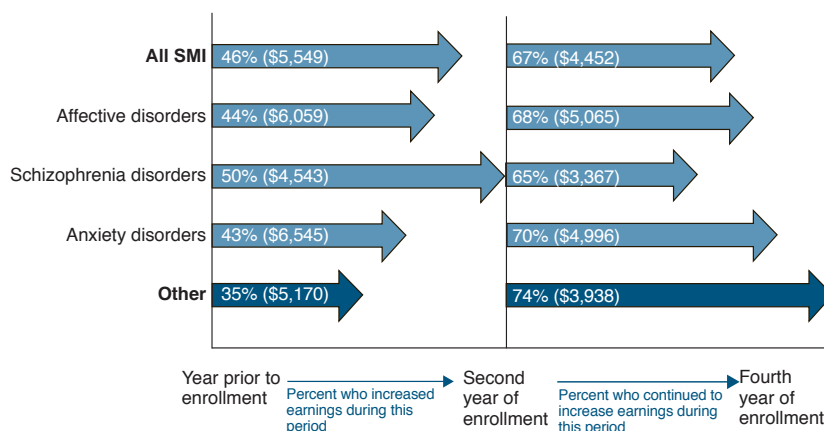 All SMI
46% ($5,549)
67% ($4,452)
Affective disorders
44% ($6,059)
68% ($5,065)
Schizophrenia disorders
50% ($4,543)
65% ($3,367)
Anxiety disorders
43% ($6,545)
70% ($4,996)
Other
35% ($5,170)
74% ($3,938)
Year prior to
enrollment
Percent who increased
earnings during this
period
Second
year of
enrollment
Percent who continued to
increase earnings during
this period
Fourth
year of
enrollment